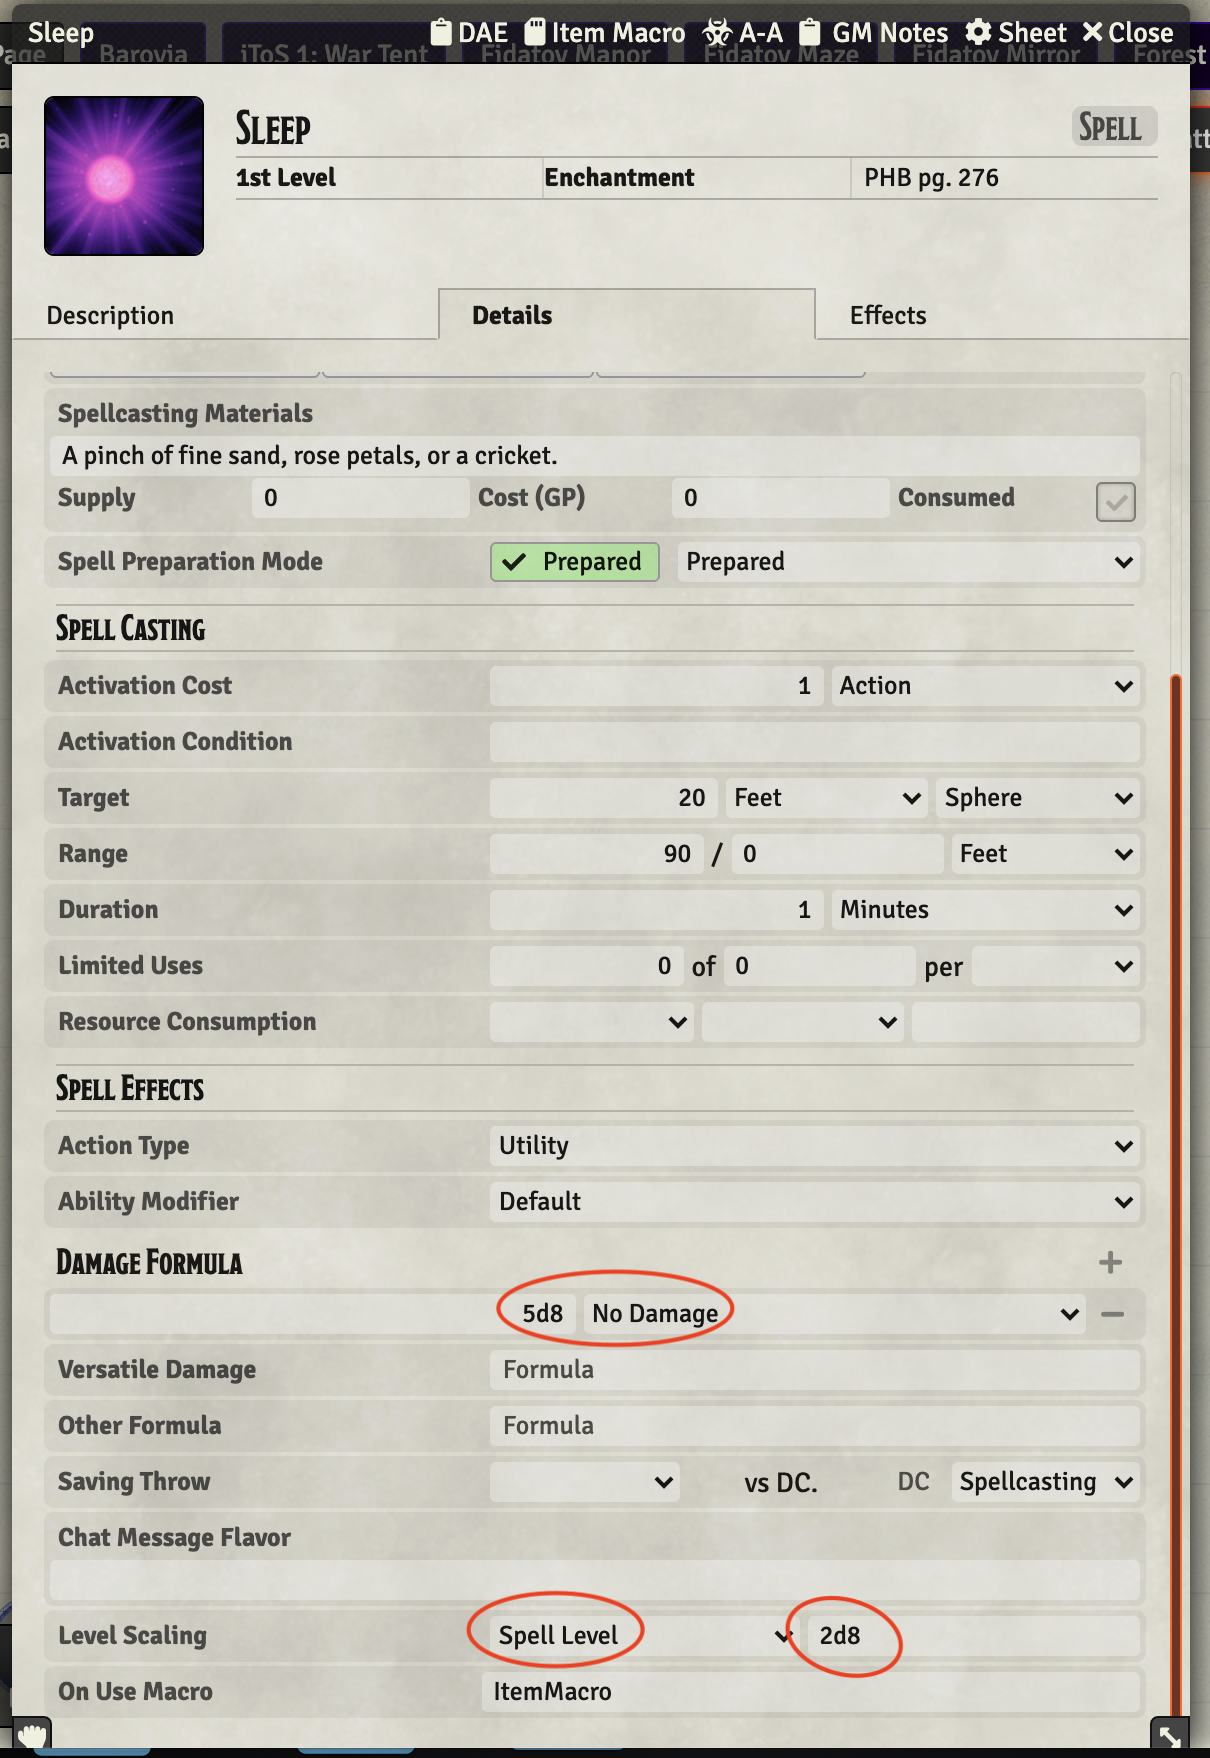 Sleep DAE Item Macro A-A GM Notes Sheet Close
Page Barovia iToS 1: War Tent Fidatov Manor Fidatov Maze Fidatov Mirror Forest
SLEEP
SPELL
1st Level Enchantment PHB pg. 276
Description Details Effects
Spellcasting Materials
A pinch of fine sand, rose petals, or a cricket.
Supply 0 Cost (GP) 0 Consumed
Spell Preparation Mode Prepared Prepared
SPELL CASTING
Activation Cost 1 Action
Activation Condition
Target 20 Feet Sphere
Range 90 / 0 Feet
Duration 1 Minutes
Limited Uses 0 of 0 per
Resource Consumption
SPELL EFFECTS
Action Type Utility
Ability Modifier Default
DAMAGE FORMULA
5d8 No Damage
Versatile Damage Formula
Other Formula Formula
Saving Throw vs DC. DC Spellcasting
Chat Message Flavor
Level Scaling Spell Level 2d8
On Use Macro ItemMacro